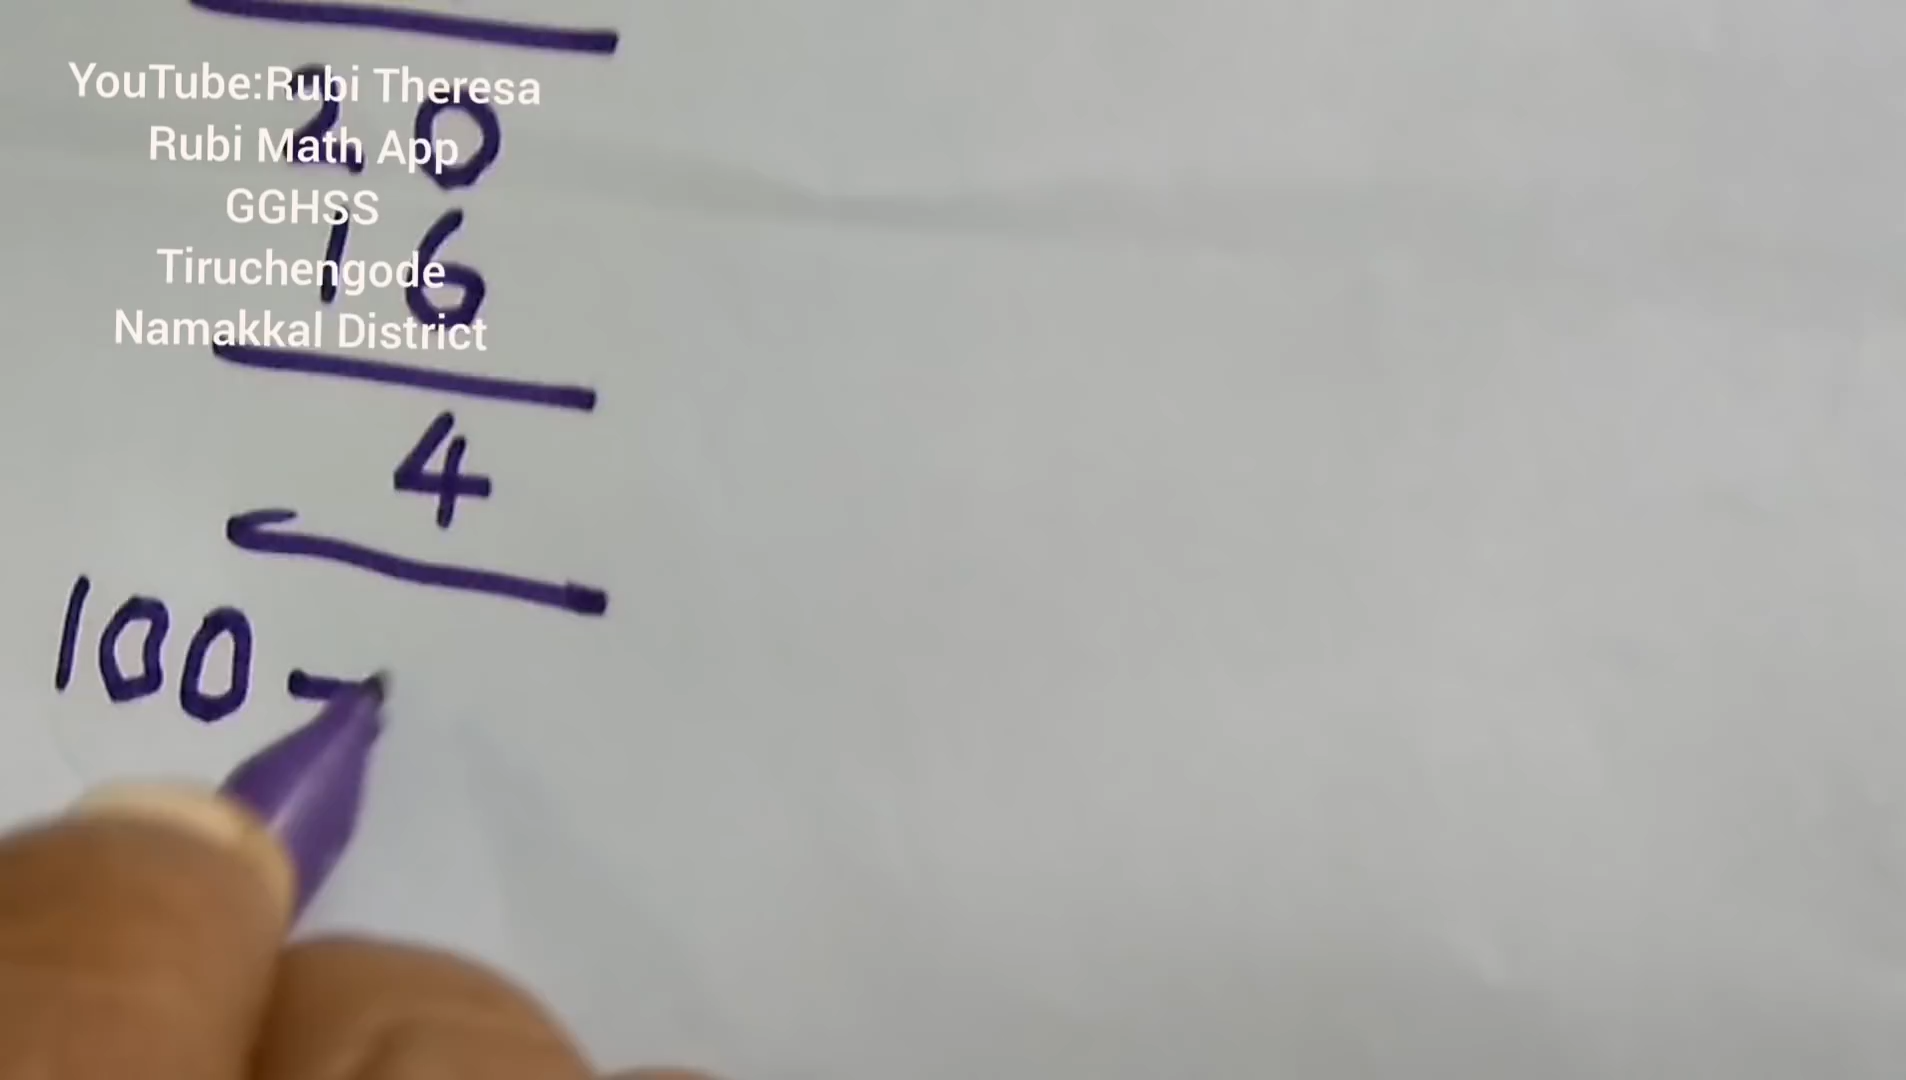 YouTube:Rubi Theresa
Rubi Math App
GGHSS
Tiruchengode
Namakkal District
20
16
4
100 -